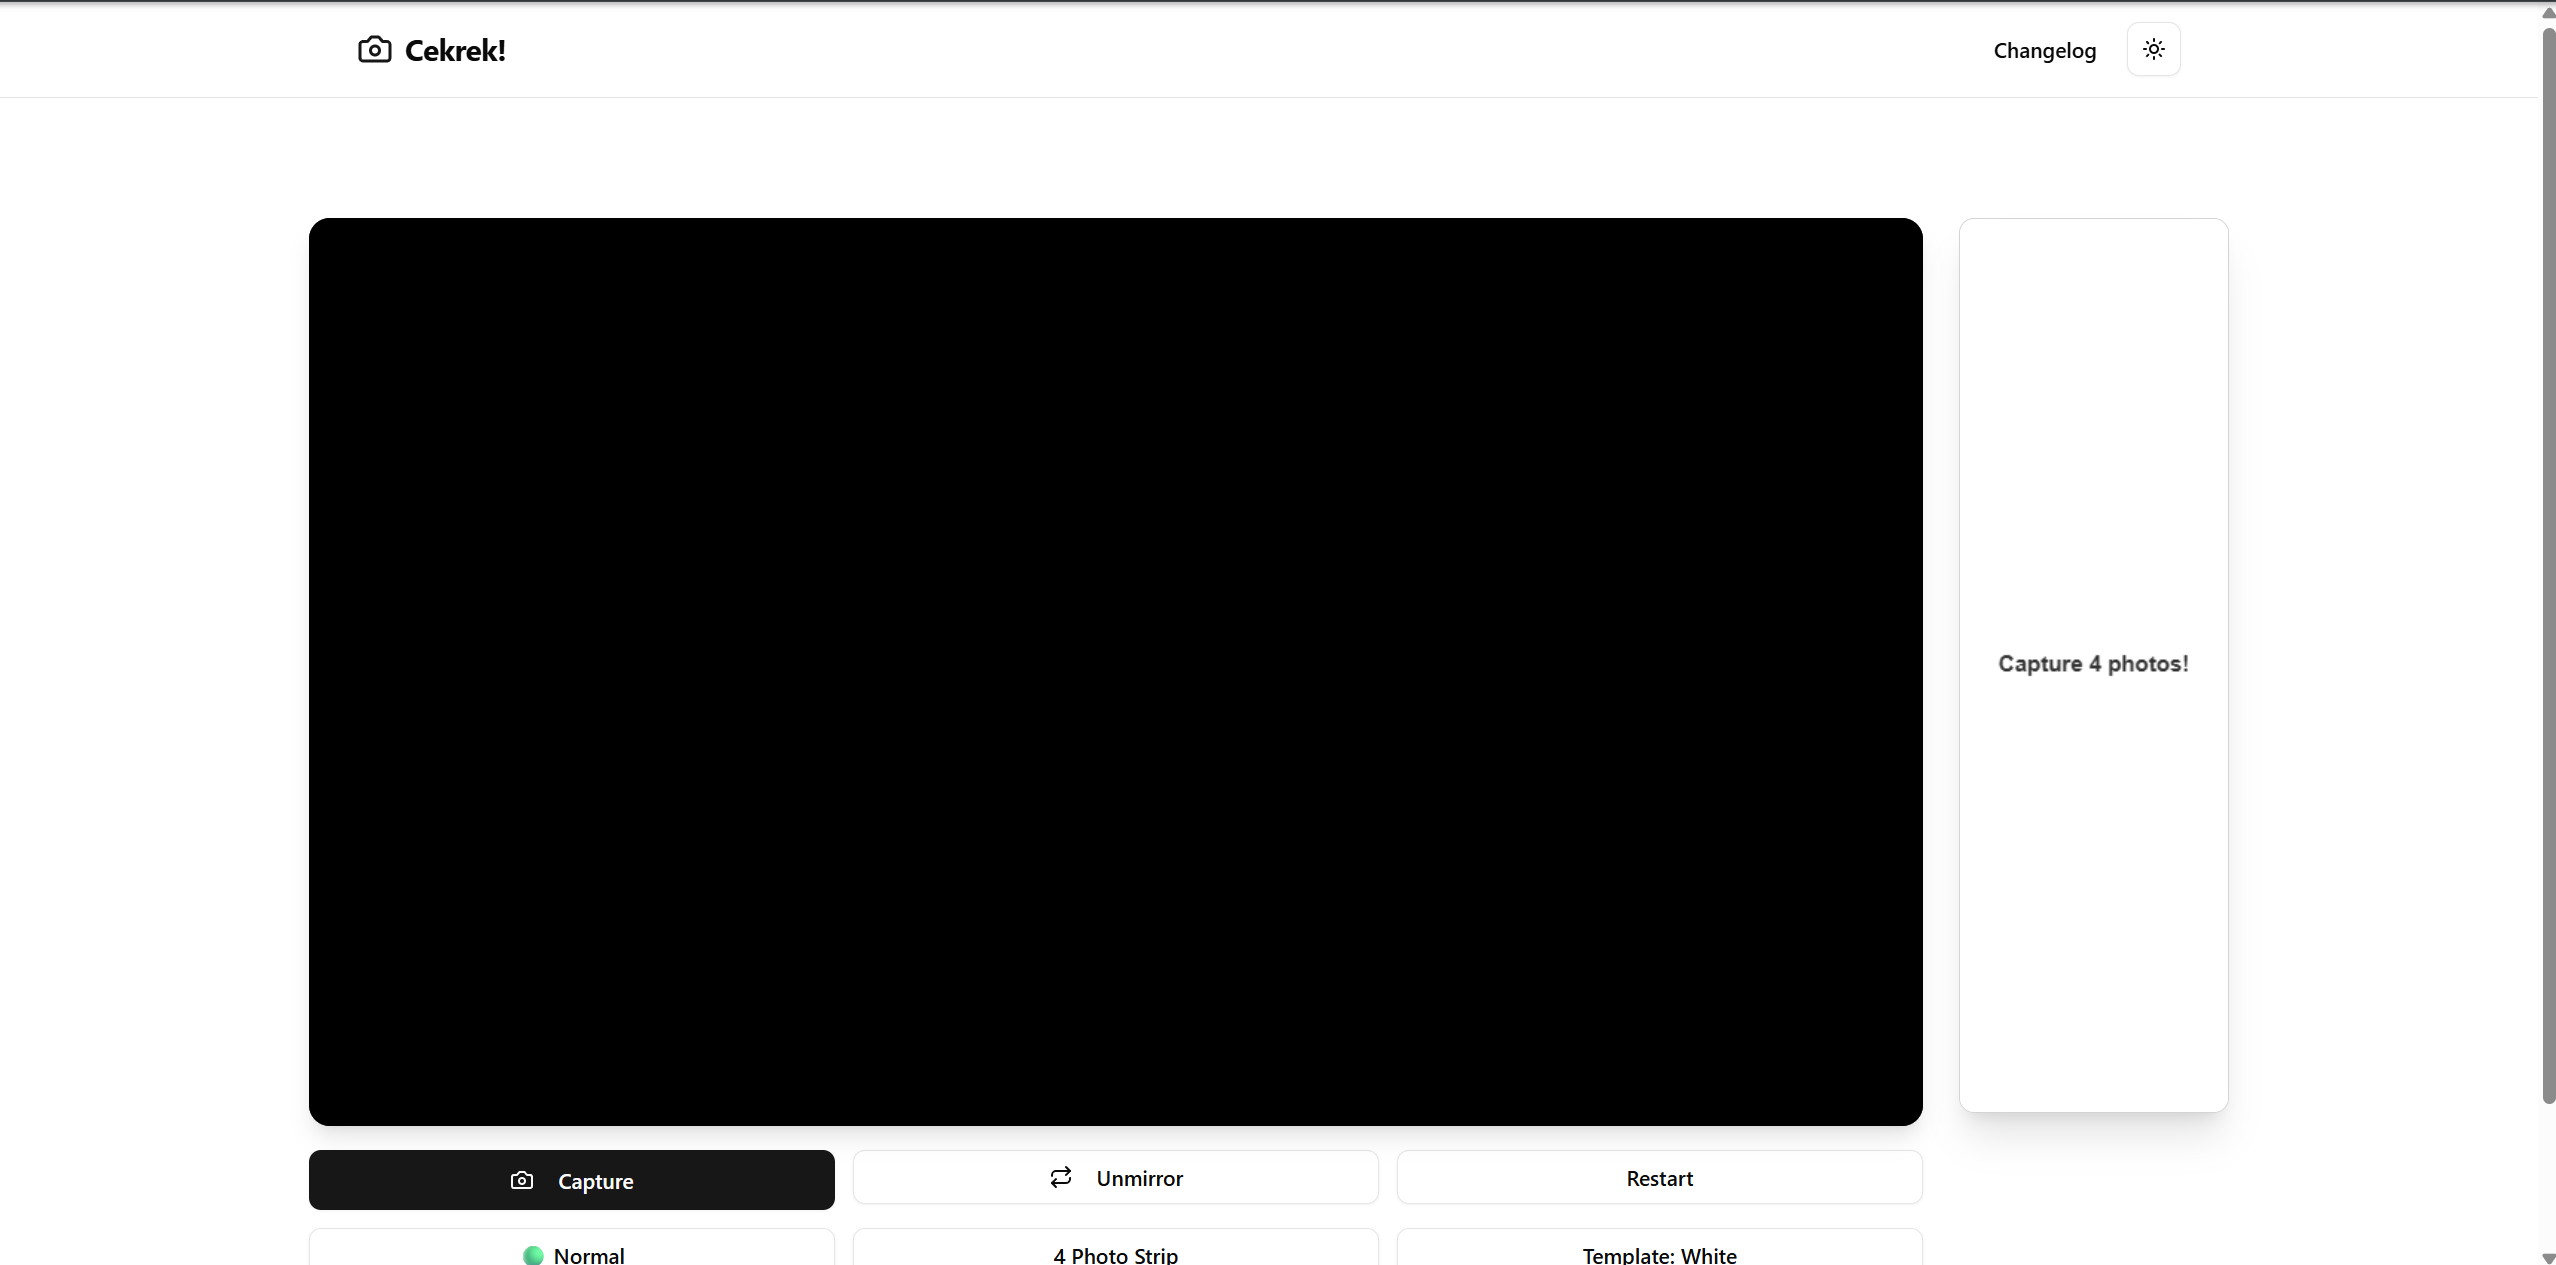 Cekrek!
Changelog
Capture 4 photos!
Capture
Unmirror
Restart
Normal
4 Photo Strip
Template: White